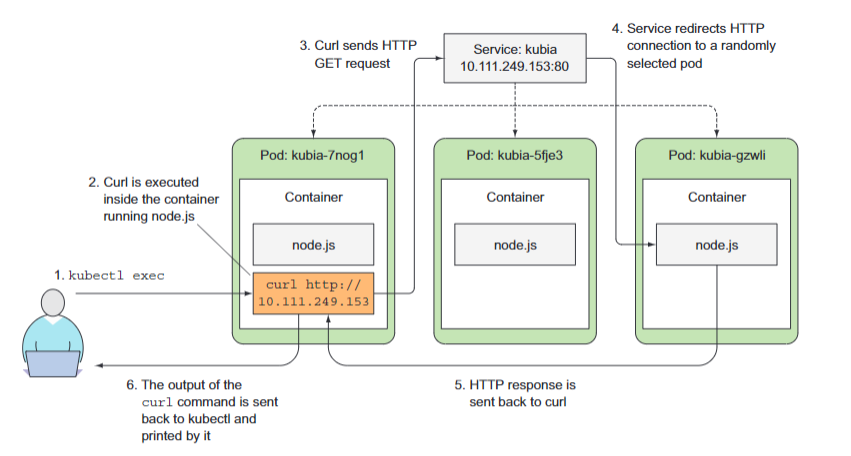 3. Curl sends HTTP
GET request
Service: kubia
10.111.249.153:80
4. Service redirects HTTP
connection to a randomly
selected pod
Pod: kubia-7nog1
Pod: kubia-5fje3
Pod: kubia-gzwli
2. Curl is executed
inside the container
running node.js
Container
Container
Container
node.js
node.js
node.js
1. kubectl exec
curl http://
10.111.249.153
6. The output of the
curl command is sent
back to kubectl and
printed by it
5. HTTP response is
sent back to curl